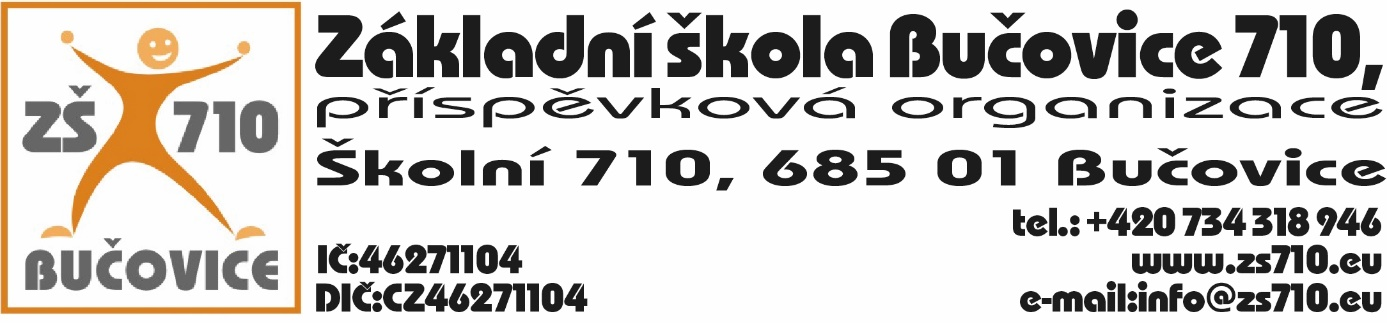 ZŠ 710
BUČOVICE
Základní škola Bučovice 710,
příspěvková organizace
Školní 710, 685 01 Bučovice
tel.: +420 734 318 946
IČ:46271104
www.zs710.eu
DIČ:CZ46271104
e-mail:info@zs710.eu